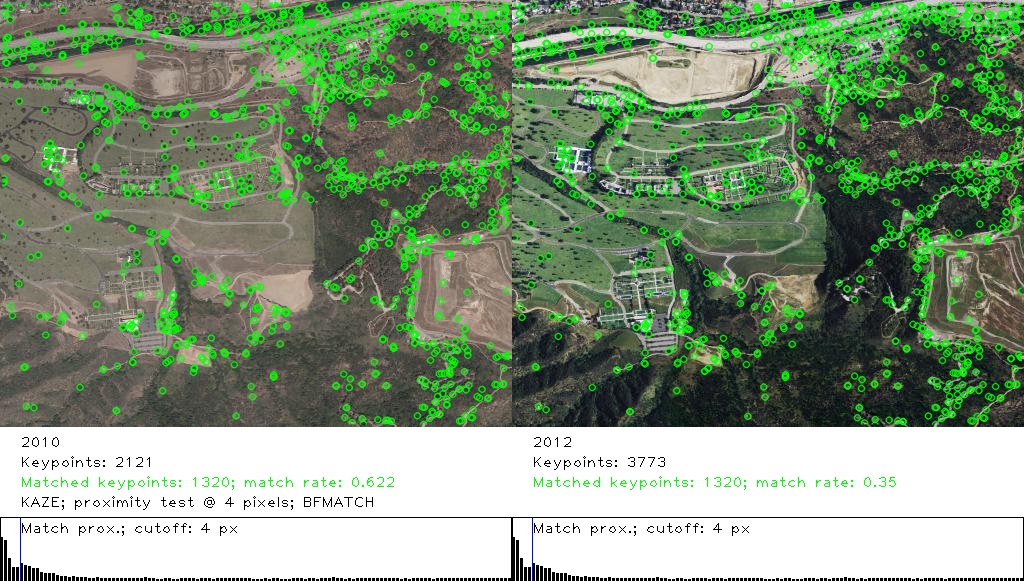 2010
Keypoints: 2121
Matched keypoints: 1320; match rate: 0.622
KAZE; proximity test @ 4 pixels; BFMATCH
Match prox.; cutoff: 4 px
2012
Keypoints: 3773
Matched keypoints: 1320; match rate: 0.35
Match prox.; cutoff: 4 px